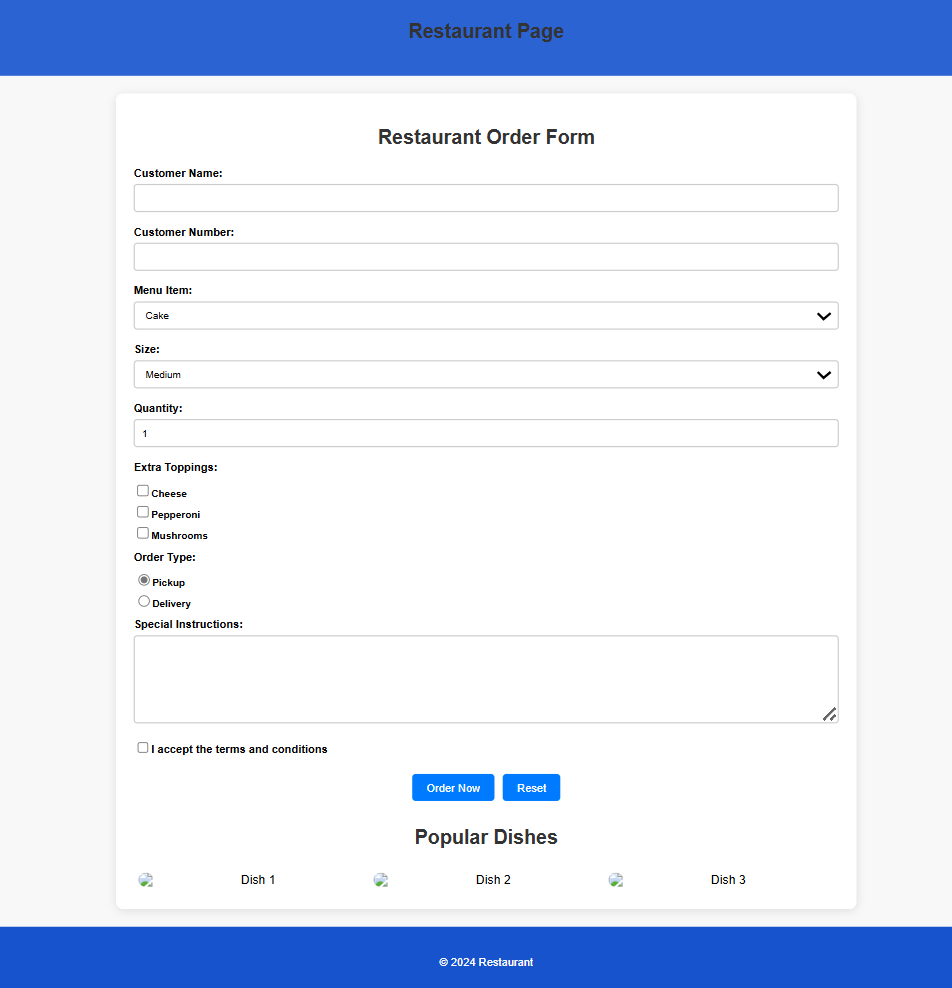 Restaurant Page
Restaurant Order Form
Customer Name:
Customer Number:
Menu Item:
Cake
Size:
Medium
Quantity:
1
Extra Toppings:
Cheese
Pepperoni
Mushrooms
Order Type:
Pickup
Delivery
Special Instructions:
I accept the terms and conditions
Order Now Reset
Popular Dishes
Dish 1 Dish 2 Dish 3
© 2024 Restaurant